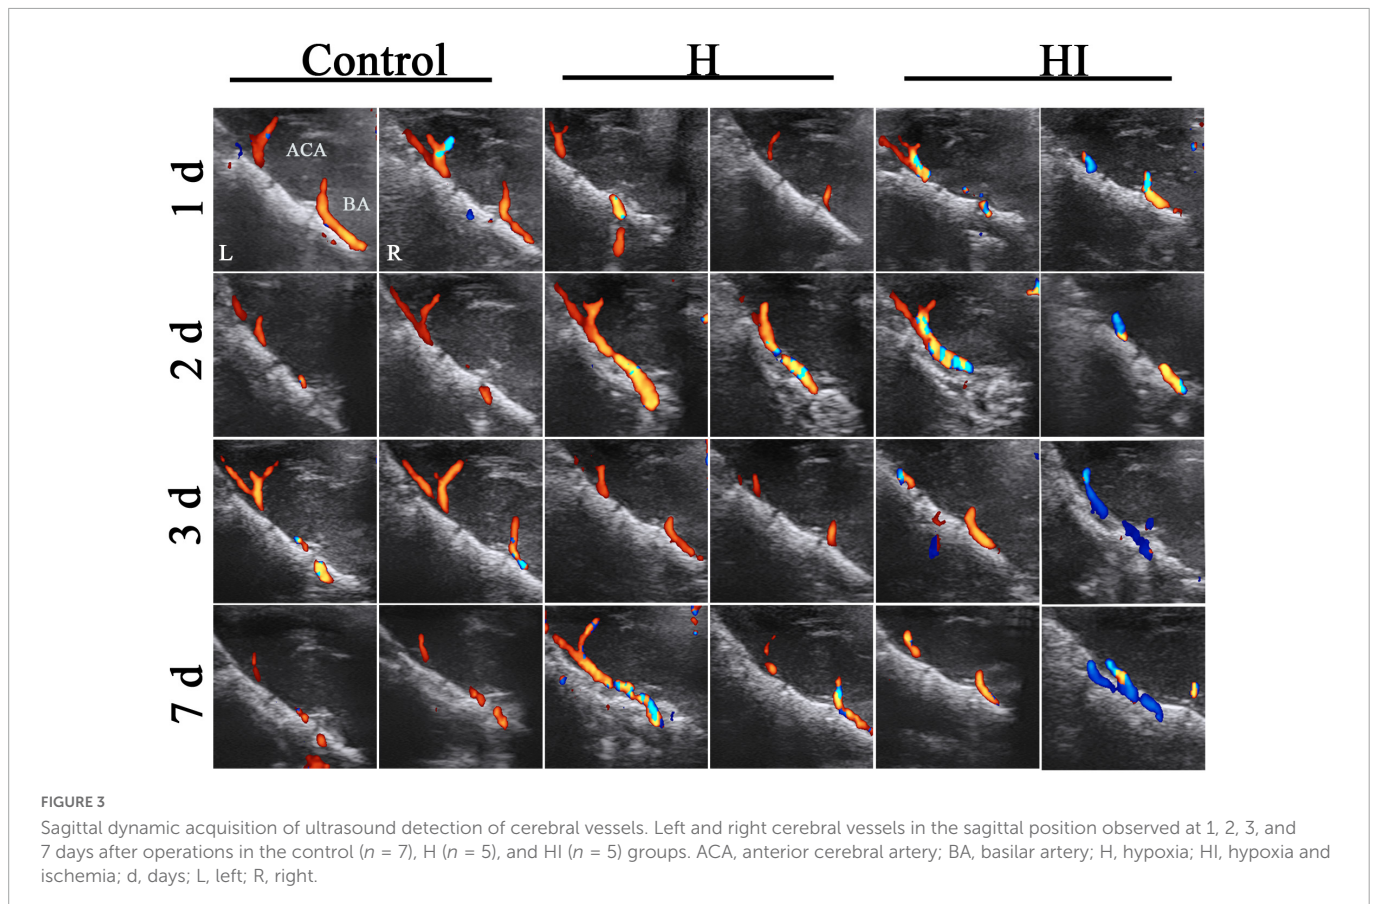 Control H HI
1 d
ACA
BA
L
R
2 d
3 d
7 d
FIGURE 3
Sagittal dynamic acquisition of ultrasound detection of cerebral vessels. Left and right cerebral vessels in the sagittal position observed at 1, 2, 3, and
7 days after operations in the control (n = 7), H (n = 5), and HI (n = 5) groups. ACA, anterior cerebral artery; BA, basilar artery; H, hypoxia; HI, hypoxia and
ischemia; d, days; L, left; R, right.